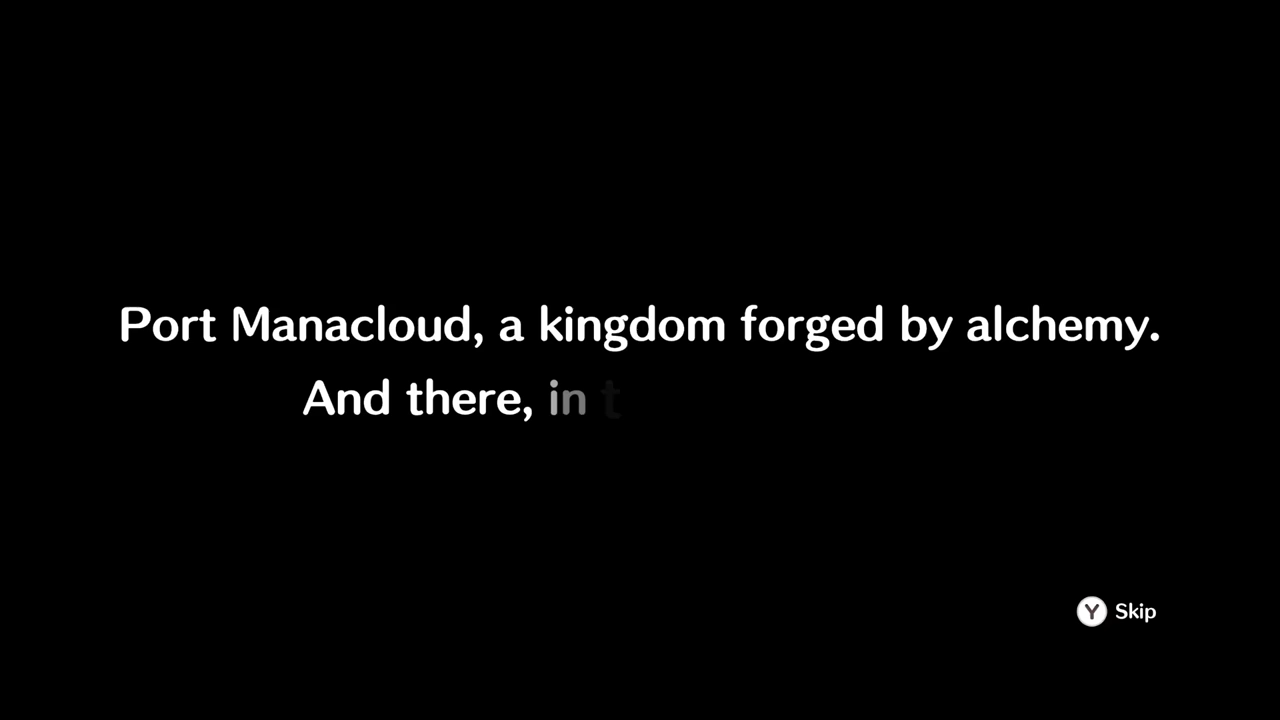 Port Manacloud, a kingdom forged by alchemy.
And there, in t
Y Skip